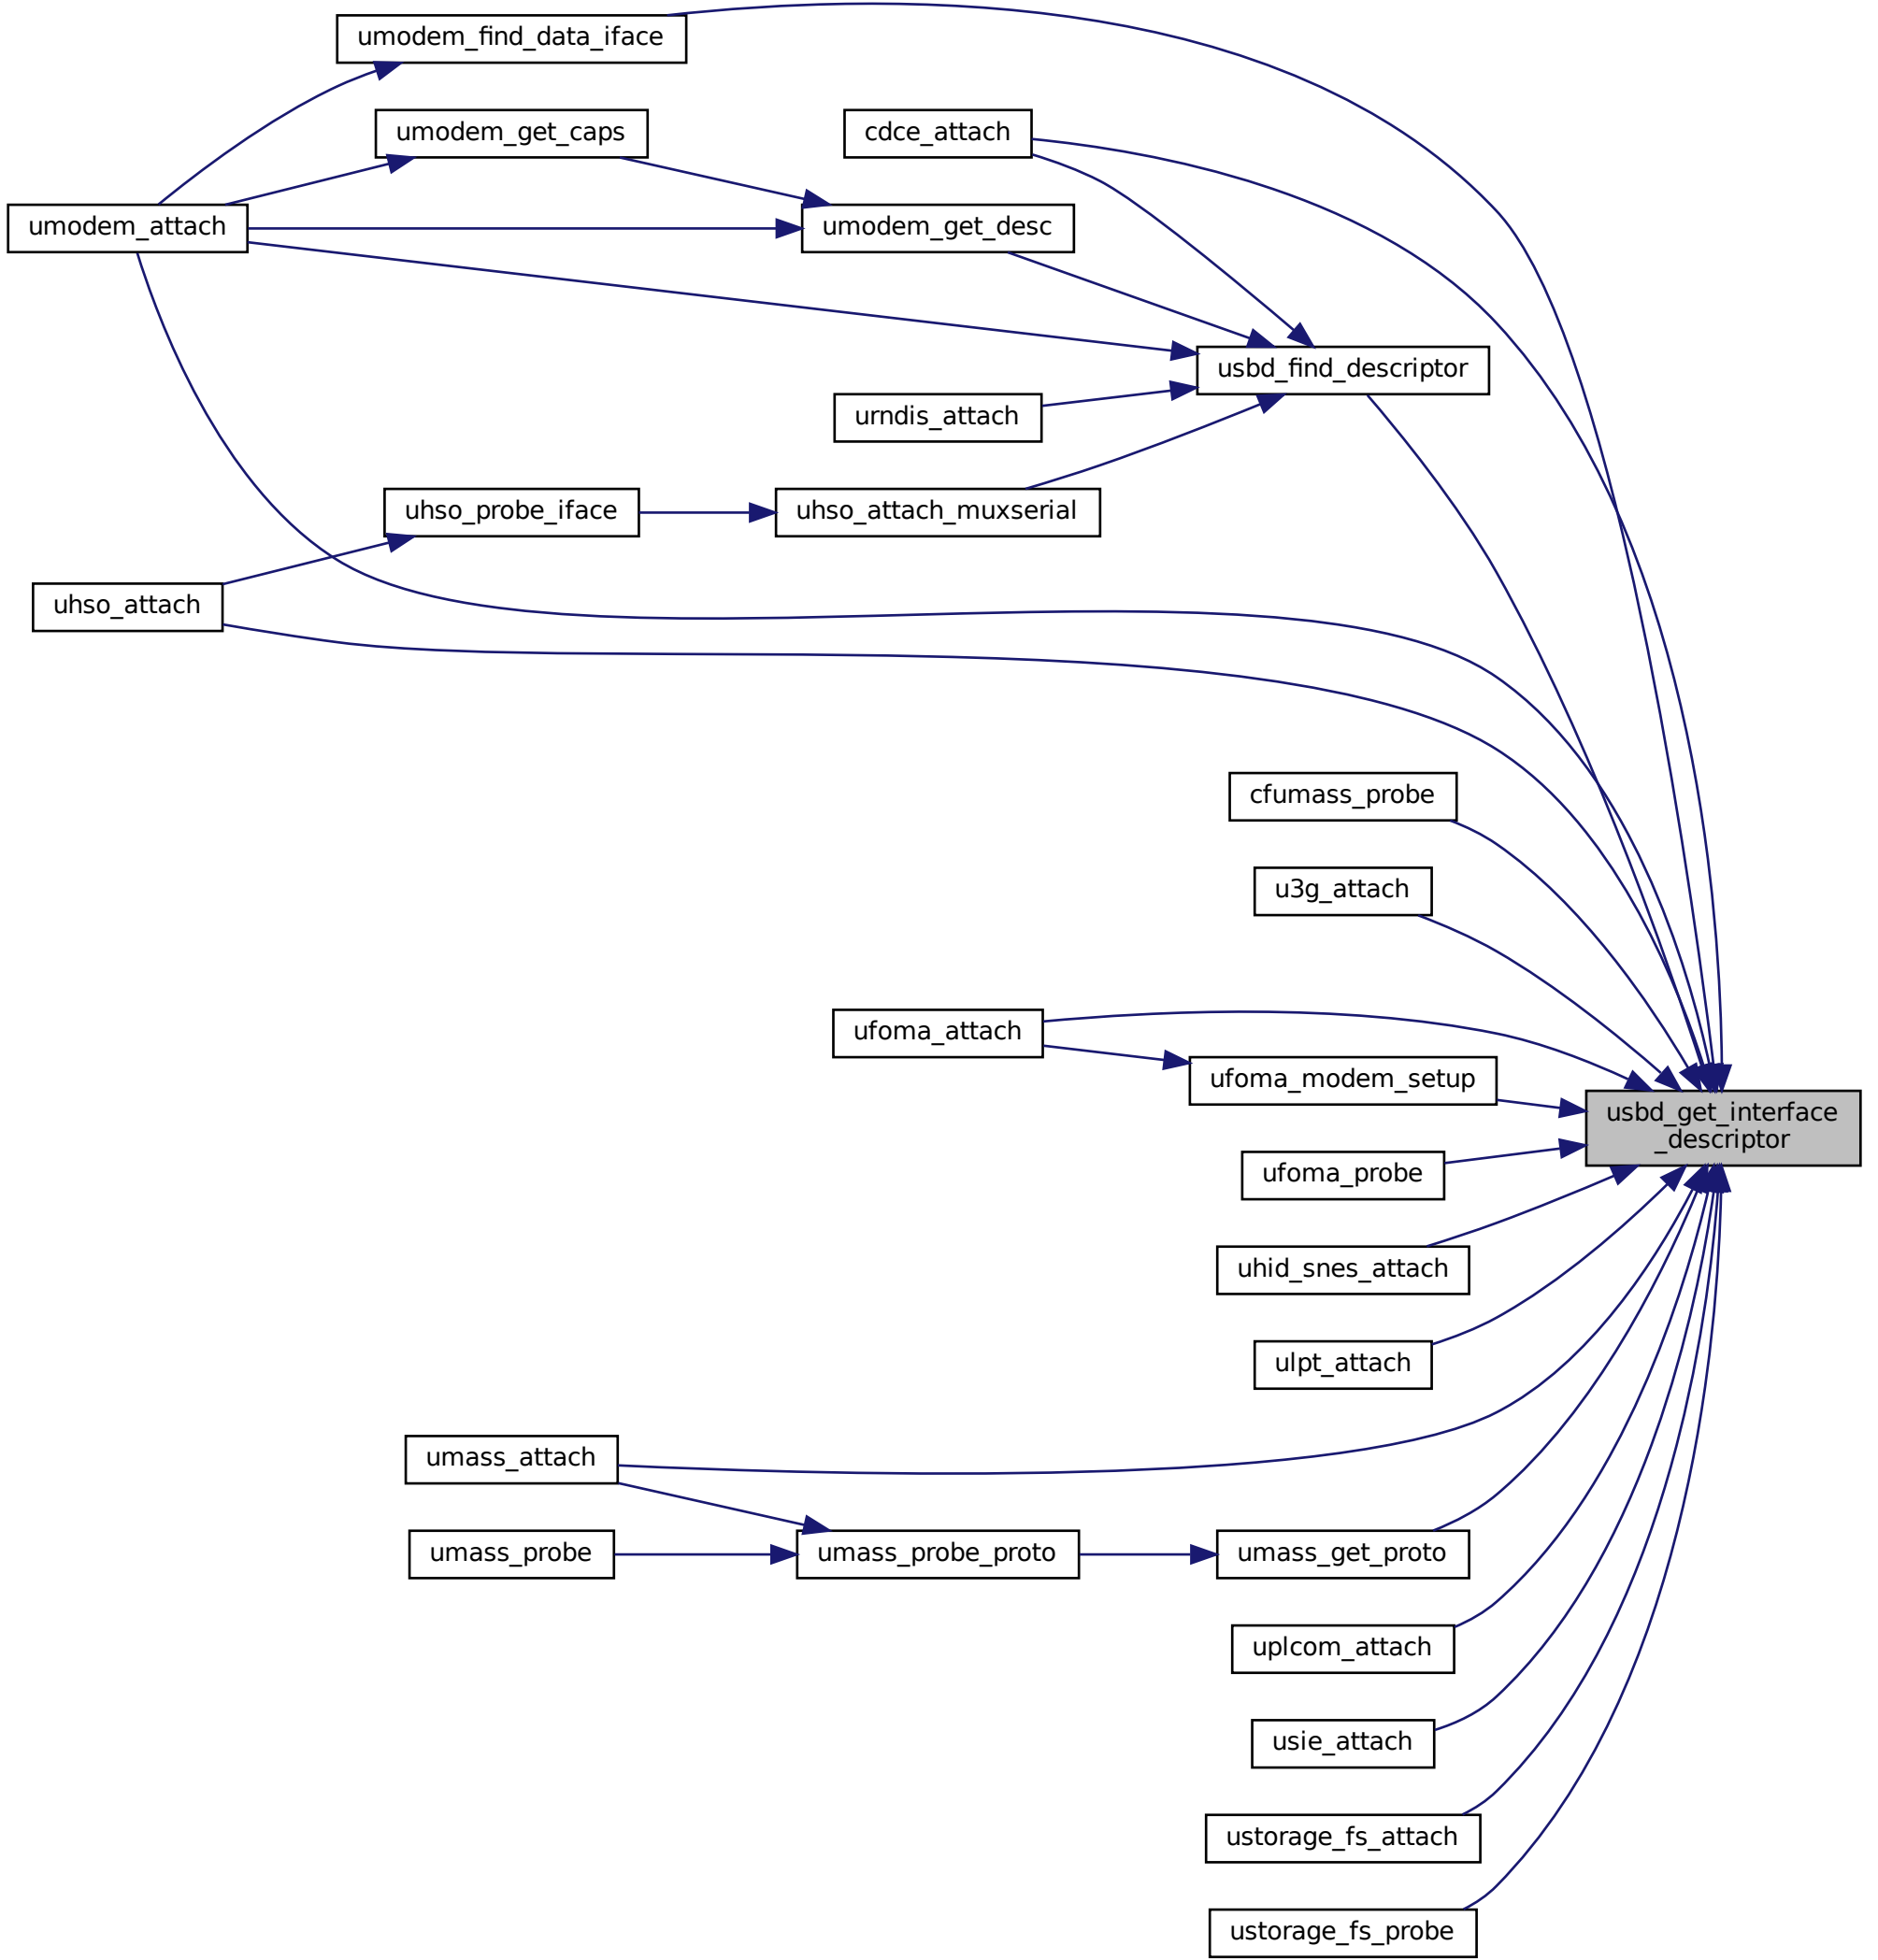 umodem_find_data_iface
umodem_get_caps
cdce_attach
umodem_attach
umodem_get_desc
usbd_find_descriptor
urndis_attach
uhso_probe_iface
uhso_attach_muxserial
uhso_attach
cfumass_probe
u3g_attach
ufoma_attach
ufoma_modem_setup
usbd_get_interface
_descriptor
ufoma_probe
uhid_snes_attach
ulpt_attach
umass_attach
umass_probe
umass_probe_proto
umass_get_proto
uplcom_attach
usie_attach
ustorage_fs_attach
ustorage_fs_probe